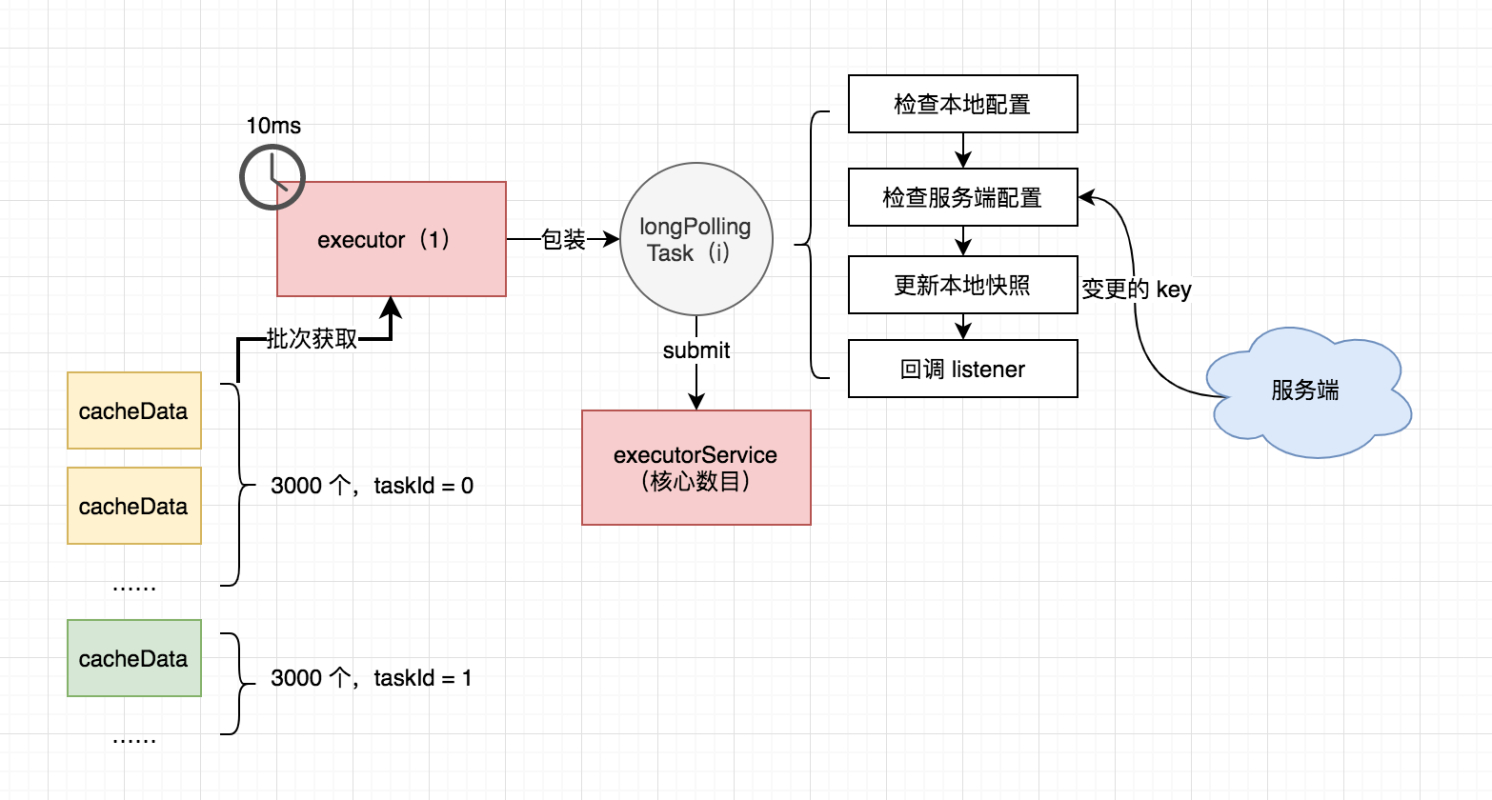 10ms
executor（1）
包装
longPolling
Task（i）
批次获取
submit
executorService
（核心数目）
cacheData
cacheData
......
3000 个，taskId = 0
cacheData
......
3000 个，taskId = 1
检查本地配置
检查服务端配置
更新本地快照
回调 listener
变更的 key
服务端